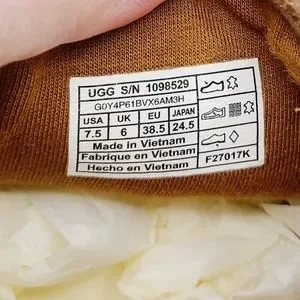 UGG S/N 1098529
G0Y4P61BVX6AM3H
USA UK EU JAPAN
7.5 6 38.5 24.5
Made in Vietnam
Fabrique en Vietnam
Hecho en Vietnam
F27017K